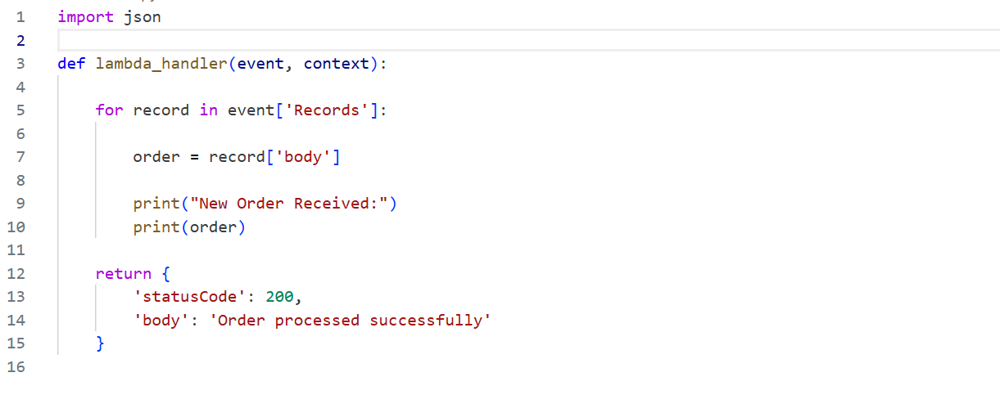 1 import json
2
3 def lambda_handler(event, context):
4
5     for record in event['Records']:
6
7         order = record['body']
8
9         print("New Order Received:")
10         print(order)
11
12     return {
13         'statusCode': 200,
14         'body': 'Order processed successfully'
15     }
16